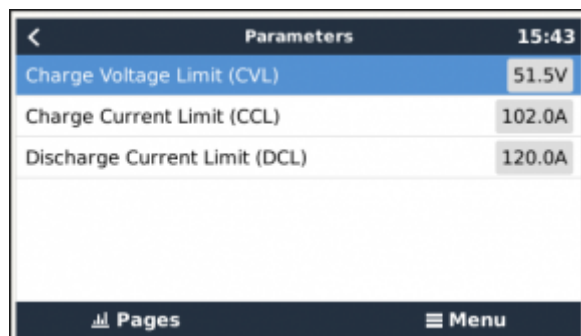 Parameters 15:43
Charge Voltage Limit (CVL) 51.5V
Charge Current Limit (CCL) 102.0A
Discharge Current Limit (DCL) 120.0A
Pages Menu